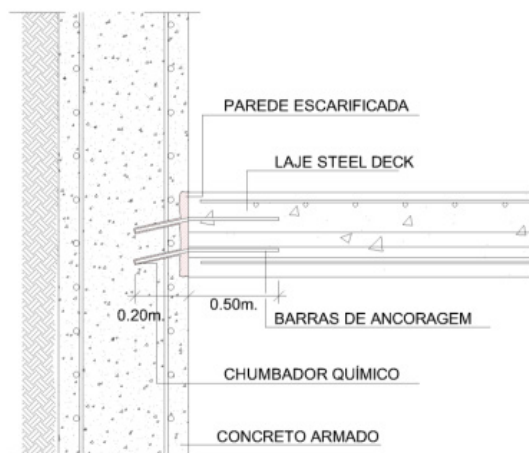 PAREDE ESCARIFICADA
LAJE STEEL DECK
0.20m.
0.50m.
BARRAS DE ANCORAGEM
CHUMBADOR QUÍMICO
CONCRETO ARMADO